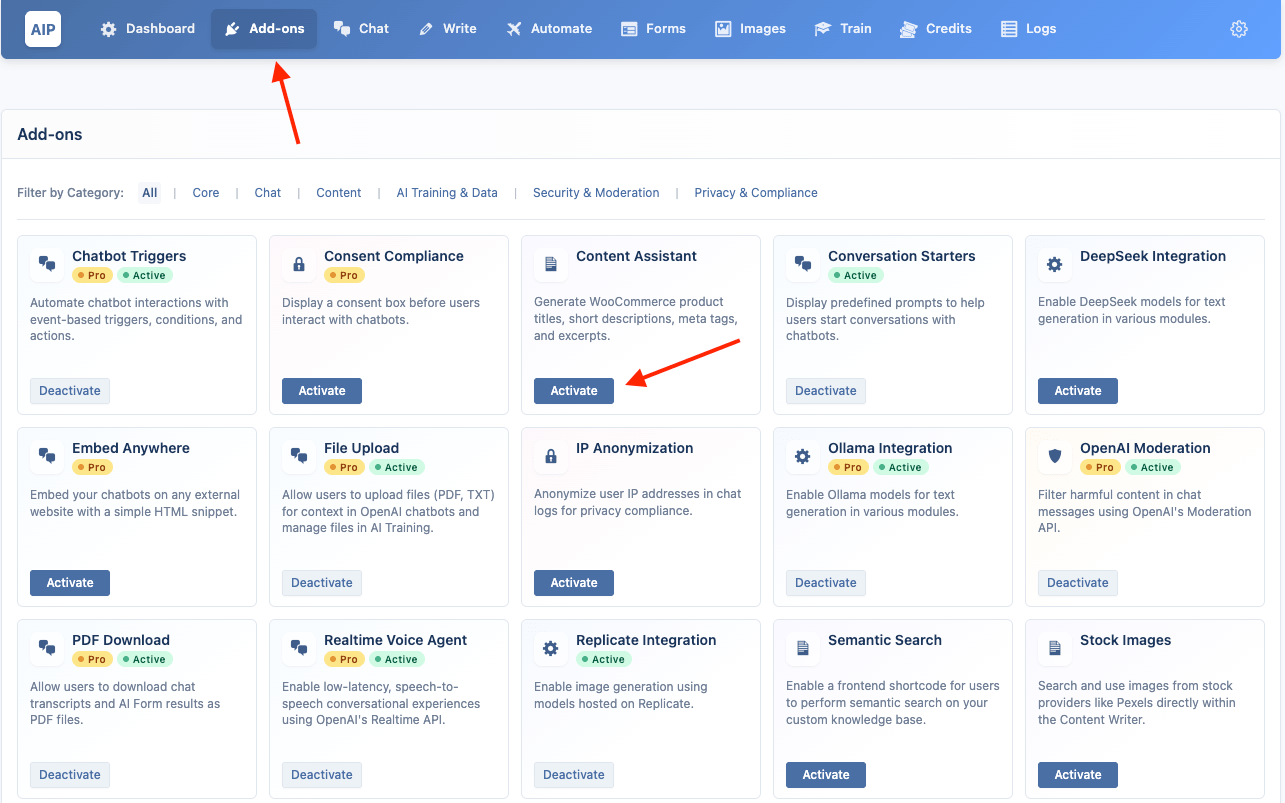 AIP Dashboard Add-ons Chat Write Automate Forms Images Train Credits Logs
Add-ons
Filter by Category: All | Core | Chat | Content | AI Training & Data | Security & Moderation | Privacy & Compliance
Chatbot Triggers
Pro Active
Automate chatbot interactions with
event-based triggers, conditions, and
actions.
Deactivate
Consent Compliance
Pro
Display a consent box before users
interact with chatbots.
Activate
Content Assistant
Generate WooCommerce product
titles, short descriptions, meta tags,
and excerpts.
Activate
Conversation Starters
Active
Display predefined prompts to help
users start conversations with
chatbots.
Deactivate
DeepSeek Integration
Enable DeepSeek models for text
generation in various modules.
Activate
Embed Anywhere
Pro
Embed your chatbots on any external
website with a simple HTML snippet.
Activate
File Upload
Pro Active
Allow users to upload files (PDF, TXT)
for context in OpenAI chatbots and
manage files in AI Training.
Deactivate
IP Anonymization
Anonymize user IP addresses in chat
logs for privacy compliance.
Activate
Ollama Integration
Pro Active
Enable Ollama models for text
generation in various modules.
Deactivate
OpenAI Moderation
Pro Active
Filter harmful content in chat
messages using OpenAI's Moderation
API.
Deactivate
PDF Download
Pro Active
Allow users to download chat
transcripts and AI Form results as
PDF files.
Deactivate
Realtime Voice Agent
Pro Active
Enable low-latency, speech-to-
speech conversational experiences
using OpenAI's Realtime API.
Deactivate
Replicate Integration
Active
Enable image generation using
models hosted on Replicate.
Deactivate
Semantic Search
Enable a frontend shortcode for users
to perform semantic search on your
custom knowledge base.
Activate
Stock Images
Search and use images from stock
providers like Pexels directly within
the Content Writer.
Activate